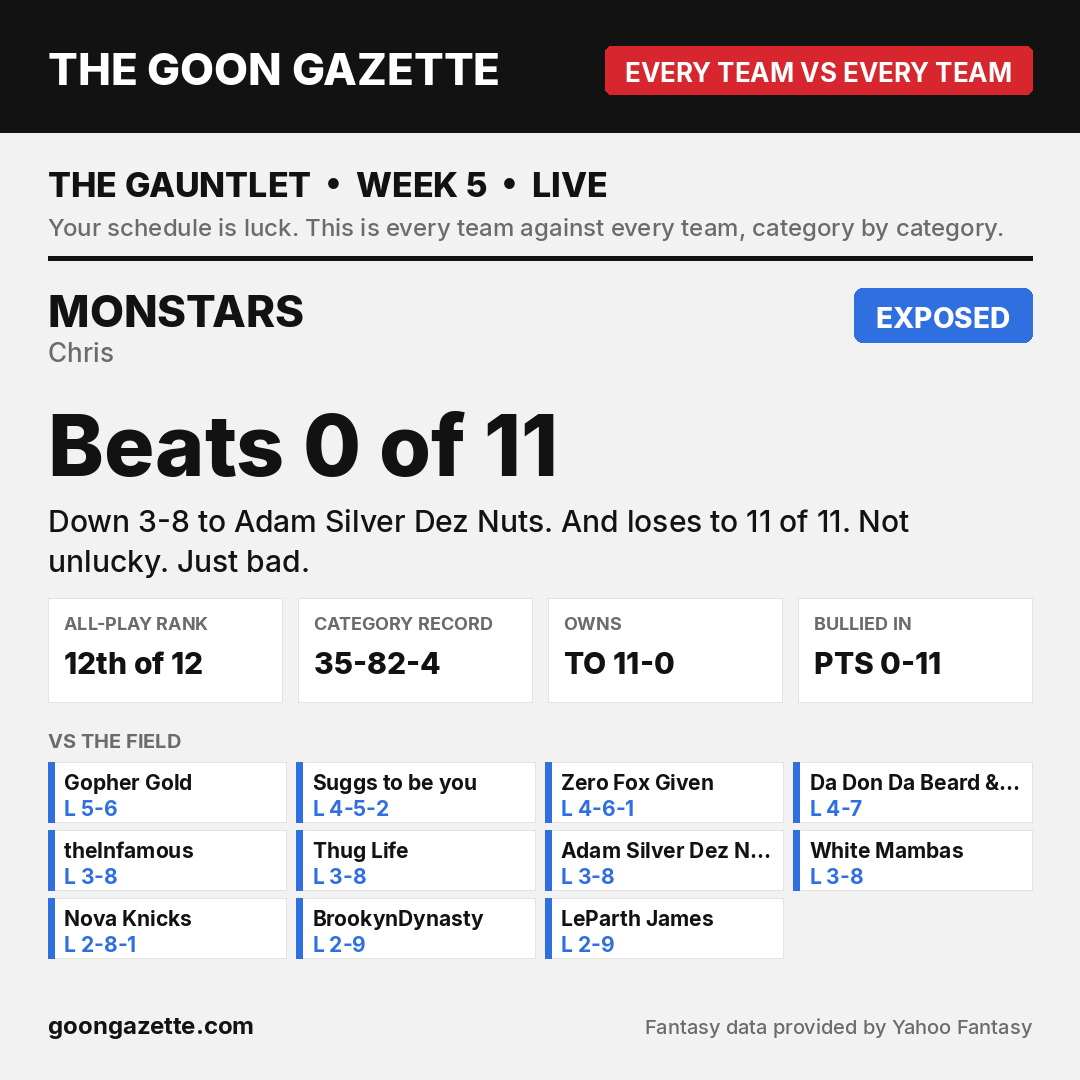 THE GOON GAZETTE
EVERY TEAM VS EVERY TEAM
THE GAUNTLET • WEEK 5 • LIVE
Your schedule is luck. This is every team against every team, category by category.
MONSTARS
EXPOSED
Chris
Beats 0 of 11
Down 3-8 to Adam Silver Dez Nuts. And loses to 11 of 11. Not
unlucky. Just bad.
ALL-PLAY RANK
12th of 12
CATEGORY RECORD
35-82-4
OWNS
TO 11-0
BULLIED IN
PTS 0-11
VS THE FIELD
Gopher Gold
L 5-6
Suggs to be you
L 4-5-2
Zero Fox Given
L 4-6-1
Da Don Da Beard &...
L 4-7
theInfamous
L 3-8
Thug Life
L 3-8
Adam Silver Dez N...
L 3-8
White Mambas
L 3-8
Nova Knicks
L 2-8-1
BrookynDynasty
L 2-9
LeParth James
L 2-9
goongazette.com
Fantasy data provided by Yahoo Fantasy